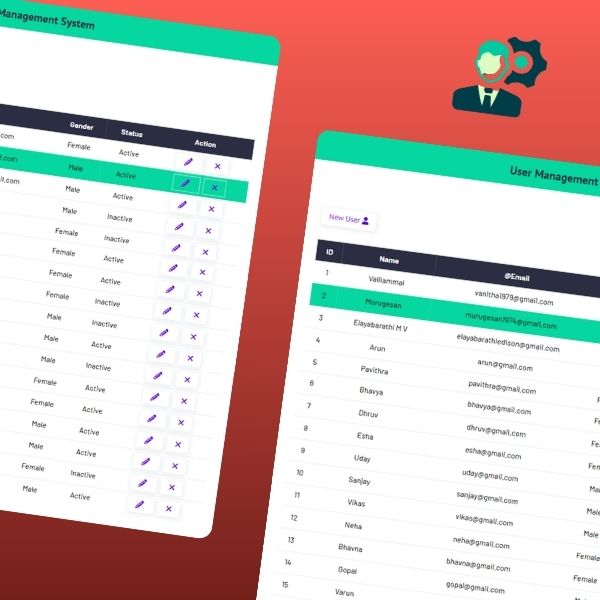 Management System
Gender Status Action
.com Female Active
l.com Male Active
il.com Male Active
Male Inactive
Female Inactive
Female Active
Female Active
Female Inactive
Male Inactive
Male Active
Male Inactive
Female Active
Female Active
Male Active
Male Active
Female Inactive
Male Active
User Management
New User
ID Name @Email
1 Valliammal vanitha1979@gmail.com
2 Murugesan murugesan1974@gmail.com
3 Elayabarathi M V elayabarathiedison@gmail.com
4 Arun arun@gmail.com
5 Pavithra pavithra@gmail.com
6 Bhavya bhavya@gmail.com F
7 Dhruv dhruv@gmail.com Fe
8 Esha esha@gmail.com Fem
9 Uday uday@gmail.com Fem
10 Sanjay sanjay@gmail.com Male
11 Vikas vikas@gmail.com Male
12 Neha neha@gmail.com Male
13 Bhavna bhavna@gmail.com Female
14 Gopal gopal@gmail.com Female
15 Varun Male